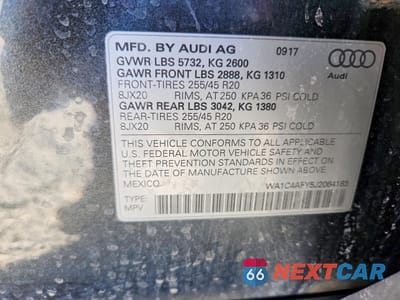 MFD. BY AUDI AG 0917
GVWR LBS 5732, KG 2600
GAWR FRONT LBS 2888, KG 1310
FRONT-TIRES 255/45 R20
8JX20 RIMS, AT 250 KPA 36 PSI COLD
GAWR REAR LBS 3042, KG 1380
REAR-TIRES 255/45 R20
8JX20 RIMS, AT 250 KPA 36 PSI COLD
Audi
THIS VEHICLE CONFORMS TO ALL APPLICABLE
U.S. FEDERAL MOTOR VEHICLE SAFETY AND
THEFT PREVENTION STANDARDS IN EFFECT ON
THE DATE OF MANUFACTURE SHOWN ABOVE
MEXICO
TYPE:
MPV
66 NEXTCAR